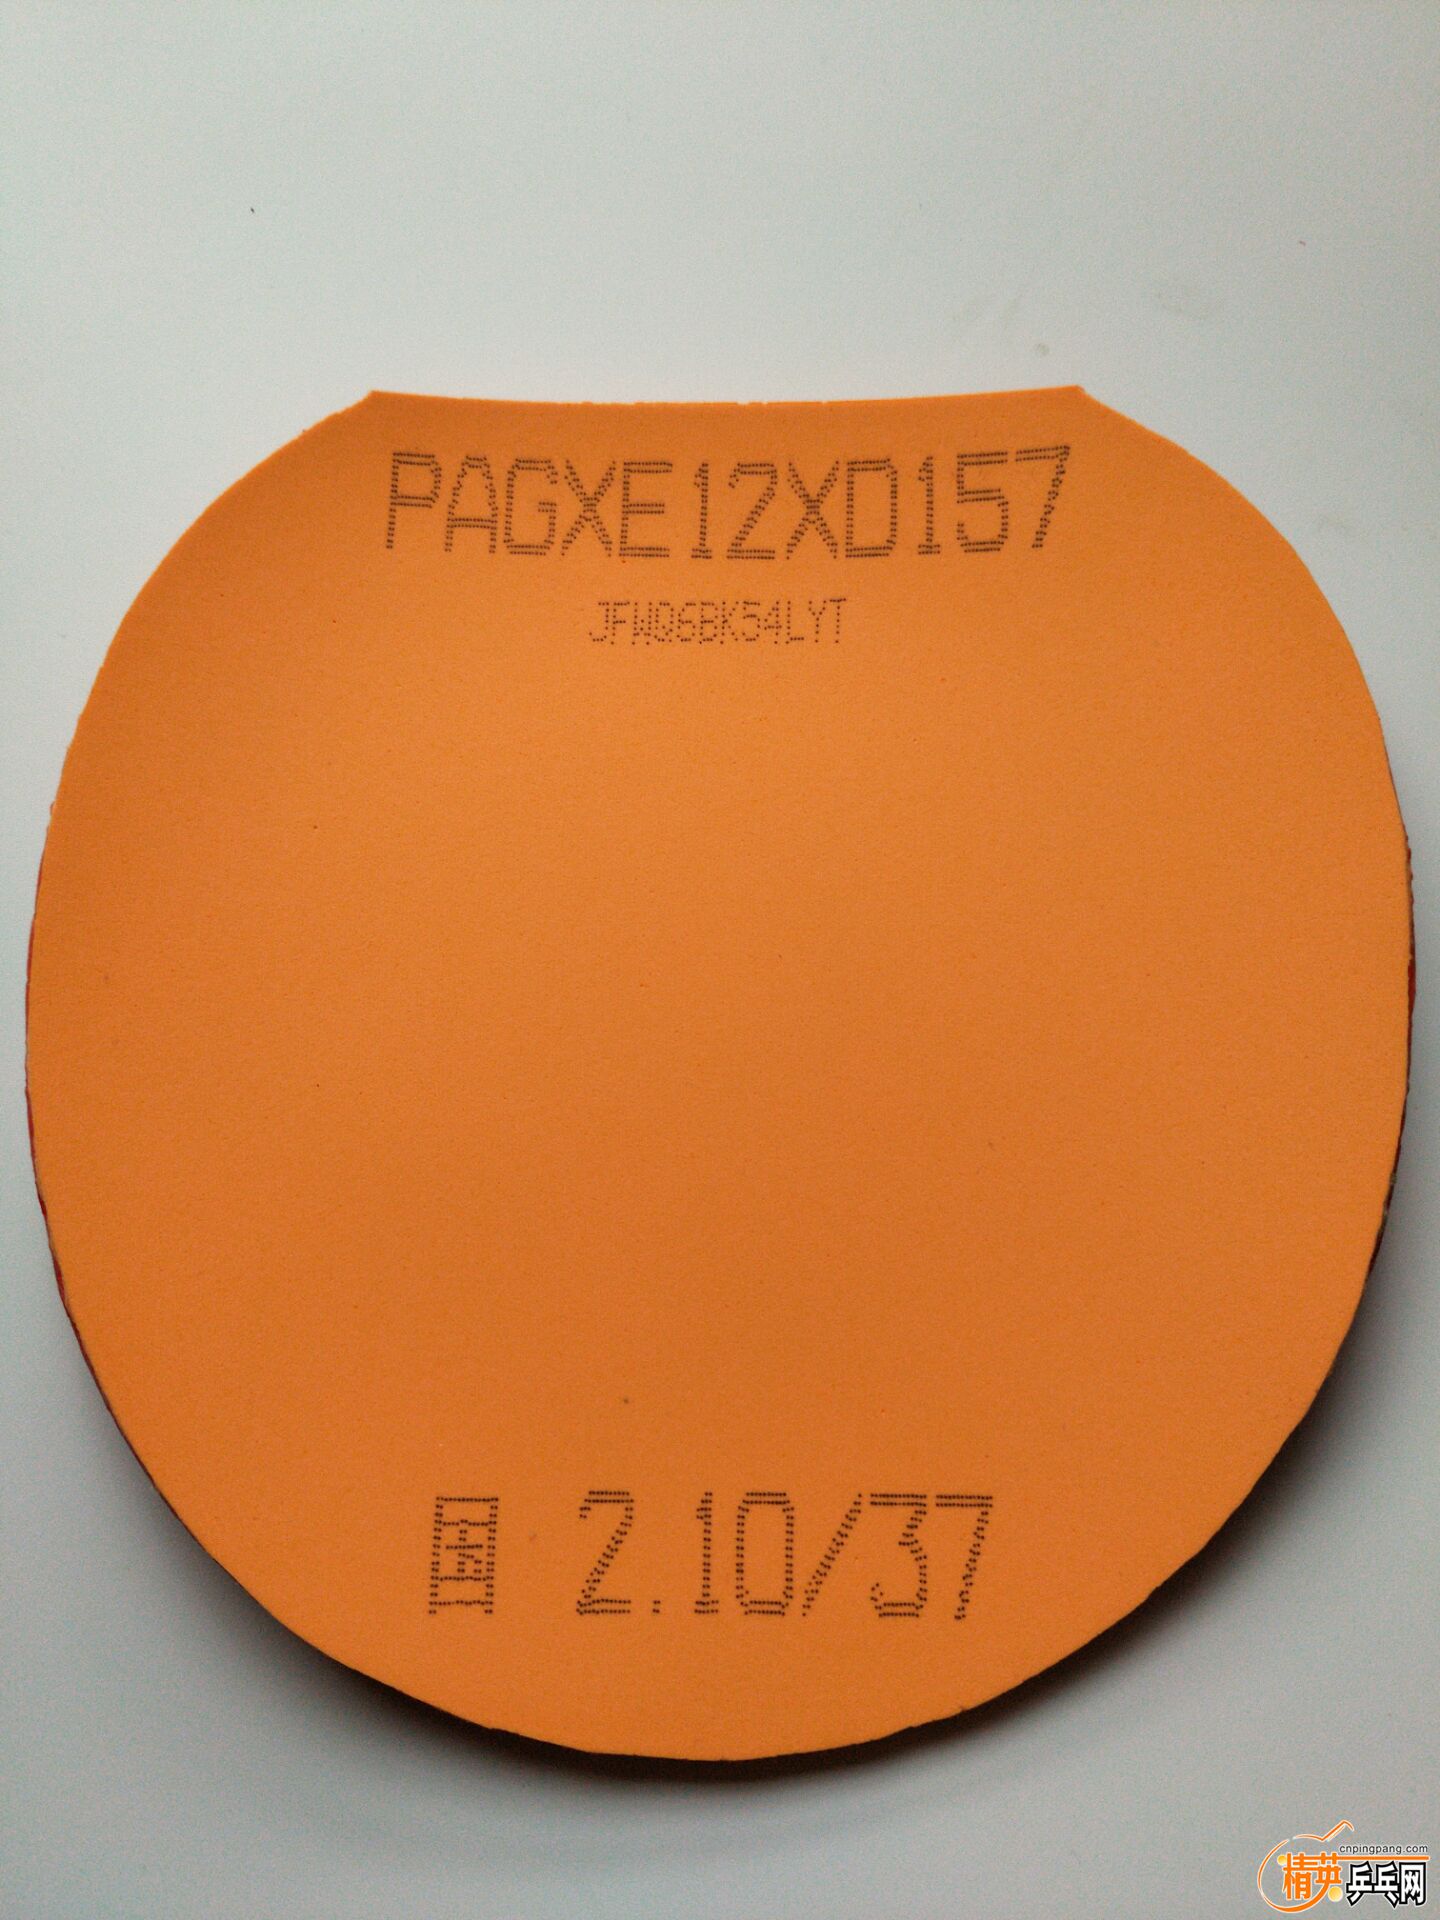 PAGXE12XD157
JFWQ6BK54LYT
国 2.10/37
cnpingpang.com
精英乒乓网